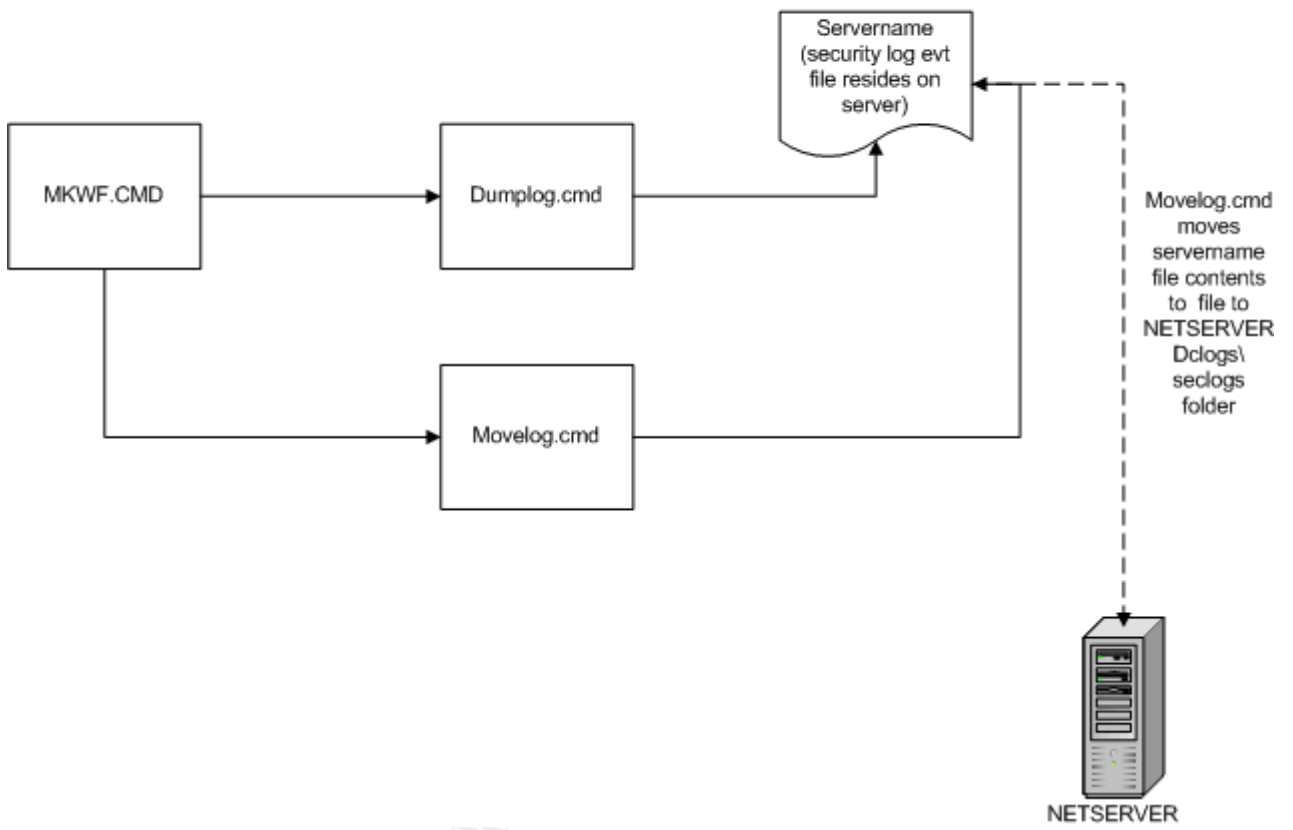 Servername
(security log evt
file resides on
server)
MKWF.CMD
Dumplog.cmd
Movelog.cmd
moves
servername
file contents
to file to
NETSERVER
Dclogs\
seclogs
folder
Movelog.cmd
NETSERVER